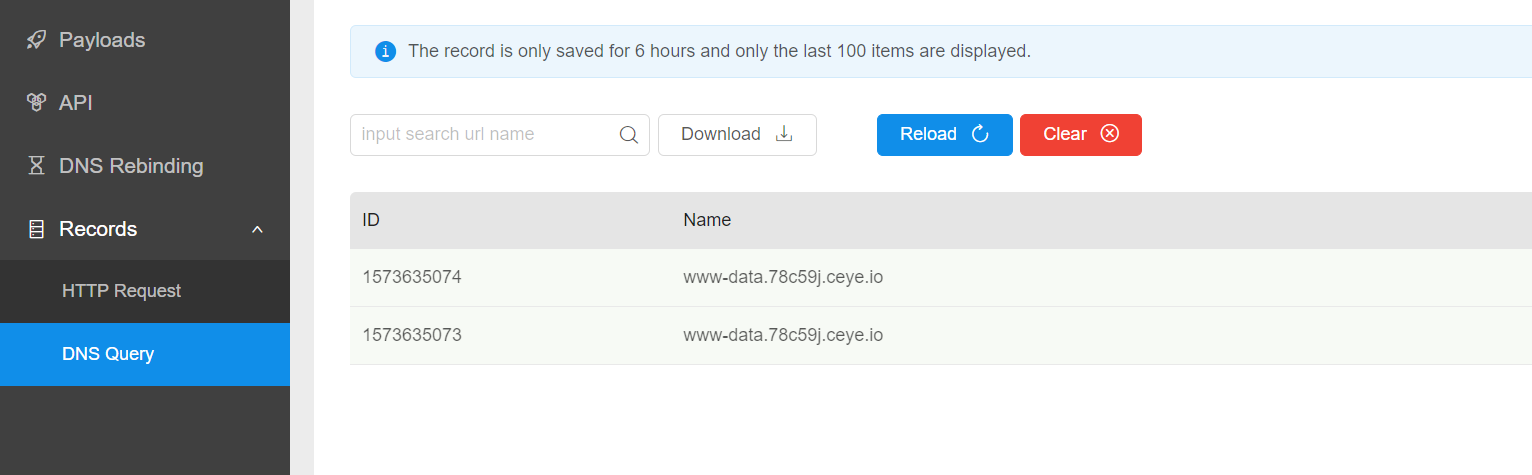 Payloads
API
DNS Rebinding
Records
HTTP Request
DNS Query
The record is only saved for 6 hours and only the last 100 items are displayed.
input search url name
Download
Reload
Clear
ID Name
1573635074 www-data.78c59j.ceye.io
1573635073 www-data.78c59j.ceye.io